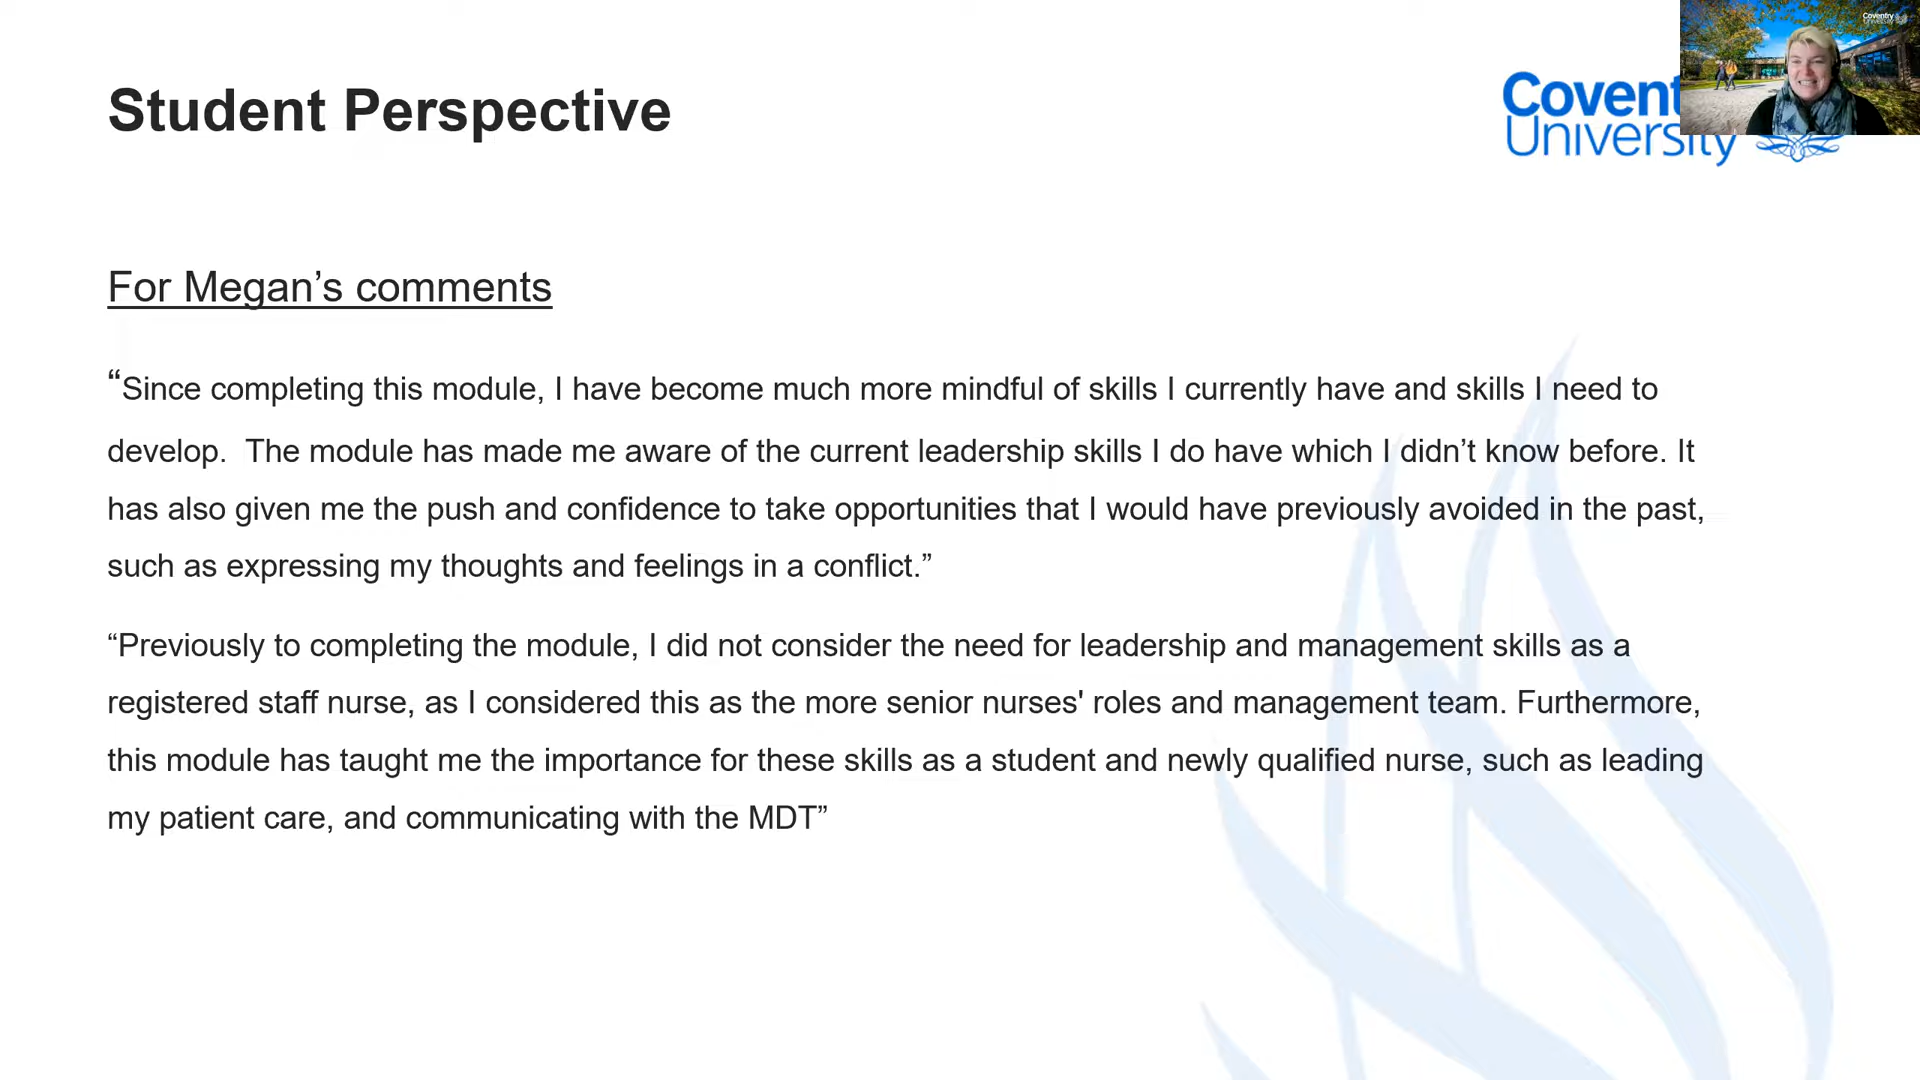 Student Perspective
Coventry
University
Covent
University
For Megan’s comments
“Since completing this module, I have become much more mindful of skills I currently have and skills I need to
develop.  The module has made me aware of the current leadership skills I do have which I didn’t know before. It
has also given me the push and confidence to take opportunities that I would have previously avoided in the past,
such as expressing my thoughts and feelings in a conflict.”
“Previously to completing the module, I did not consider the need for leadership and management skills as a
registered staff nurse, as I considered this as the more senior nurses' roles and management team. Furthermore,
this module has taught me the importance for these skills as a student and newly qualified nurse, such as leading
my patient care, and communicating with the MDT”